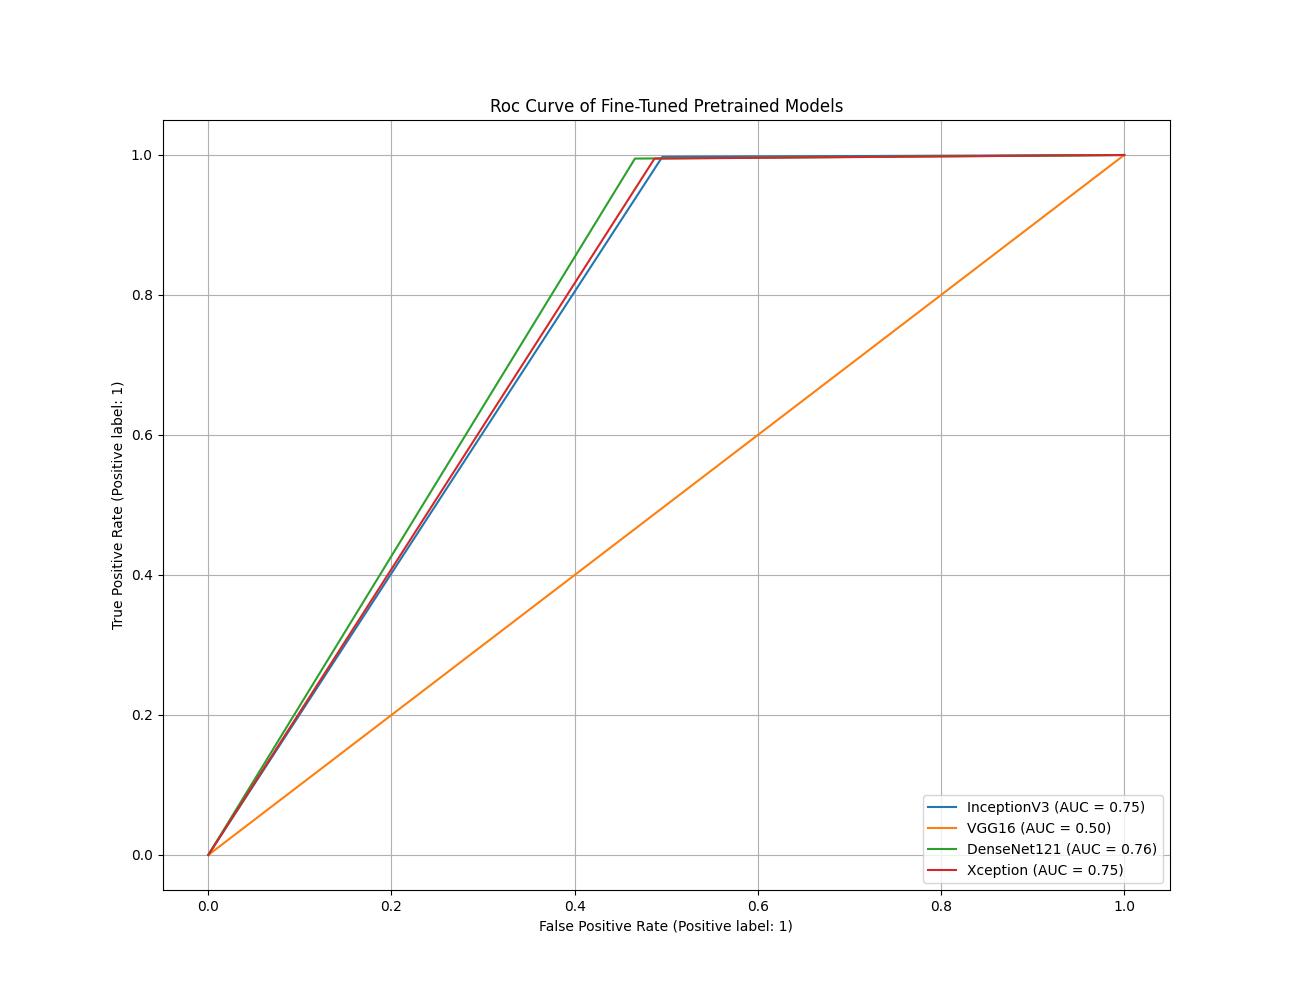 Roc Curve of Fine-Tuned Pretrained Models
1.0
0.8
0.6
0.4
0.2
0.0
True Positive Rate (Positive label: 1)
0.0 0.2 0.4 0.6 0.8 1.0
False Positive Rate (Positive label: 1)
InceptionV3 (AUC = 0.75)
VGG16 (AUC = 0.50)
DenseNet121 (AUC = 0.76)
Xception (AUC = 0.75)